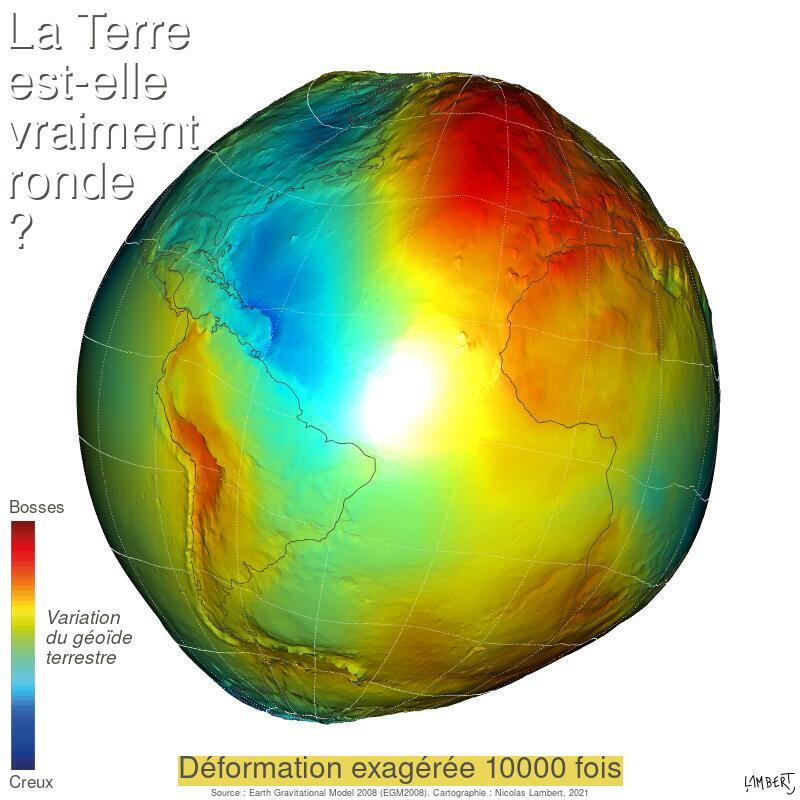 La Terre
est-elle
vraiment
ronde
?
Bosses
Variation
du géoïde
terrestre
Creux
Déformation exagérée 10000 fois
Source : Earth Gravitational Model 2008 (EGM2008). Cartographie : Nicolas Lambert, 2021
LAMBERT